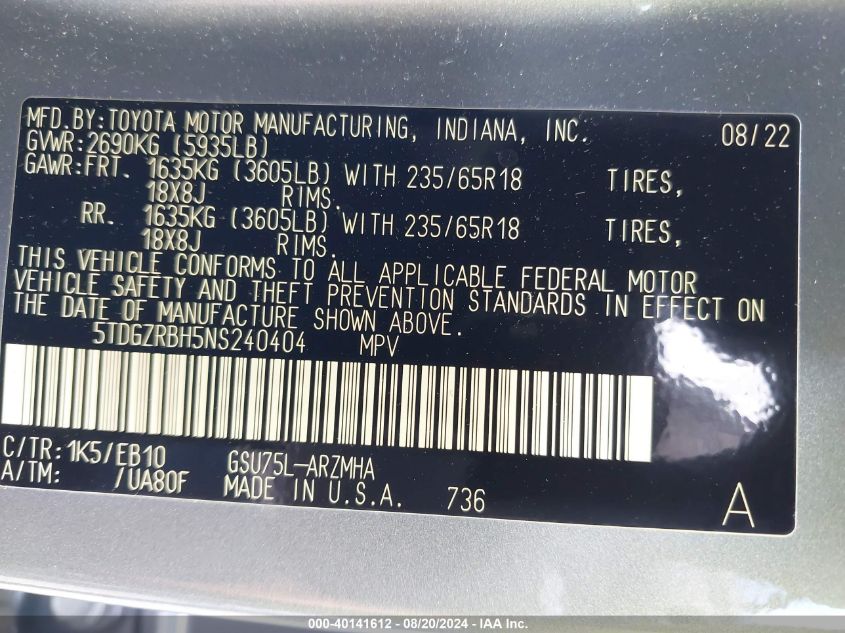 MFD.BY:TOYOTA MOTOR MANUFACTURING, INDIANA, INC. 08/22
GVWR:2690KG (5935LB)
GAWR:FRT. 1635KG (3605LB) WITH 235/65R18 TIRES,
18X8J RIMS.
RR. 1635KG (3605LB) WITH 235/65R18 TIRES,
18X8J RIMS.
THIS VEHICLE CONFORMS TO ALL APPLICABLE FEDERAL MOTOR
VEHICLE SAFETY AND THEFT PREVENTION STANDARDS IN EFFECT ON
THE DATE OF MANUFACTURE SHOWN ABOVE.
5TDGZRBH5NS240404 MPV
C/TR:1K5/EB10 GSU75L-ARZMHA
A/TM: /UA80F MADE IN U.S.A. 736 A
000-40141612 - 08/20/2024 - IAA Inc.